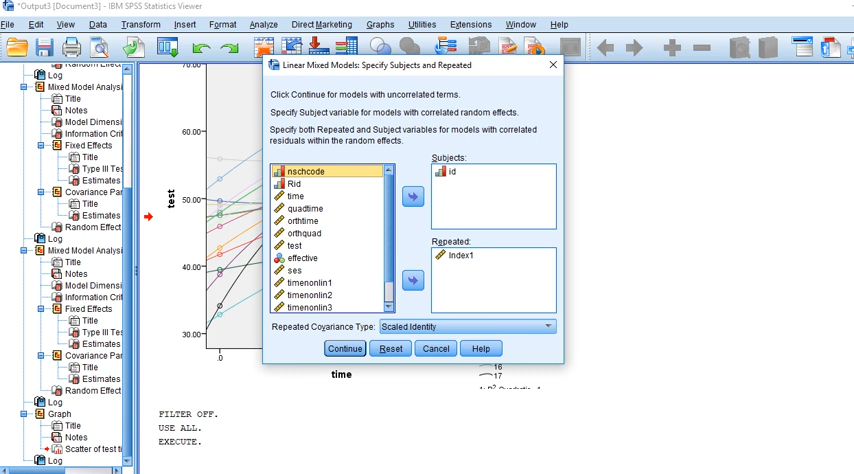 *Output3 [Document3] - IBM SPSS Statistics Viewer
File Edit View Data Transform Insert Format Analyze Direct Marketing Graphs Utilities Extensions Window Help
Log
Mixed Model Analysi
Title
Notes
Model Dimensi
Information Crit
Fixed Effects
Title
Type III Tes
Estimates
Covariance Par
Title
Estimates
Random Effect
Log
Mixed Model Analysi
Title
Notes
Model Dimensi
Information Crit
Fixed Effects
Title
Type III Tes
Estimates
Covariance Par
Title
Estimates
Random Effect
Log
Graph
Title
Notes
Scatter of test ti
Log
70.00
60.00
50.00
40.00
30.00
test
.0
time
16
17
FILTER OFF.
USE ALL.
EXECUTE.
Linear Mixed Models: Specify Subjects and Repeated
Click Continue for models with uncorrelated terms.
Specify Subject variable for models with correlated random effects.
Specify both Repeated and Subject variables for models with correlated
residuals within the random effects.
nschcode
Rid
time
quadtime
orthtime
orthquad
test
effective
ses
timenonlin1
timenonlin2
timenonlin3
Subjects:
id
Repeated:
Index1
Repeated Covariance Type: Scaled Identity
Continue Reset Cancel Help